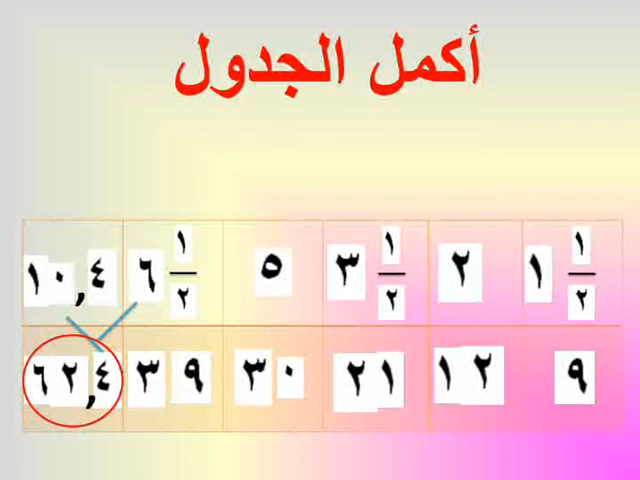 أكمل الجدول
١ ١/٢ ٢ ٣ ١/٢ ٥ ٦ ١/٢ ١٠,٤
٩ ١٢ ٢١ ٣٠ ٣٩ ٦٢,٤